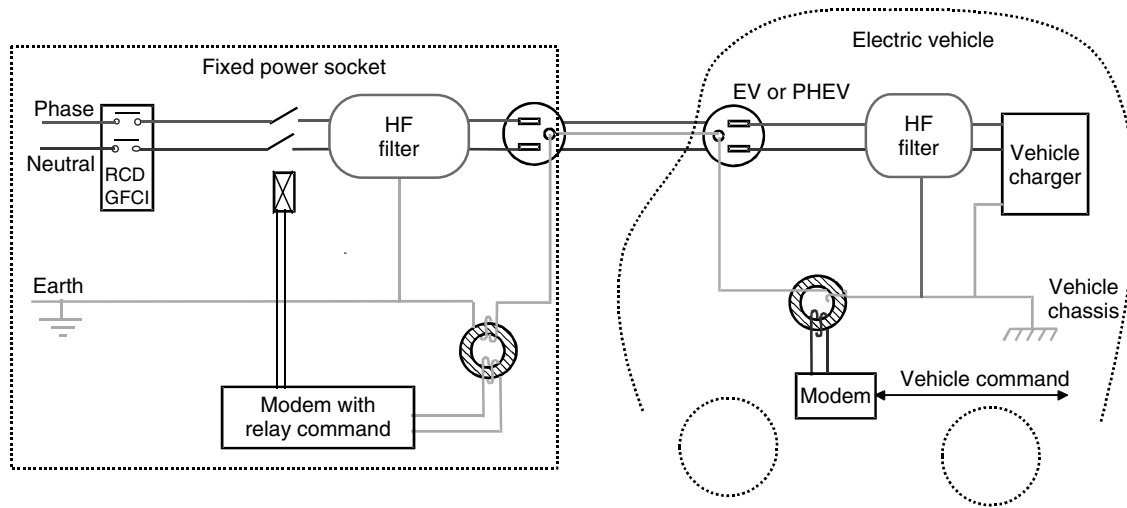 Fixed power socket
Phase
Neutral
RCD
GFCI
HF
filter
Earth
Modem with
relay command
Electric vehicle
EV or PHEV
HF
filter
Vehicle
charger
Vehicle
chassis
Modem
Vehicle command